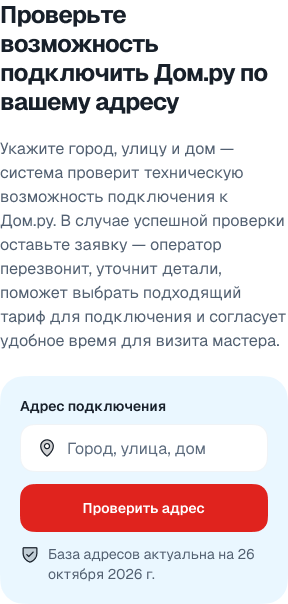 Проверьте
возможность
подключить Дом.ру по
вашему адресу
Укажите город, улицу и дом —
система проверит техническую
возможность подключения к
Дом.ру. В случае успешной проверки
оставьте заявку — оператор
перезвонит, уточнит детали,
поможет выбрать подходящий
тариф для подключения и согласует
удобное время для визита мастера.
Адрес подключения
Город, улица, дом
Проверить адрес
База адресов актуальна на 26
октября 2026 г.